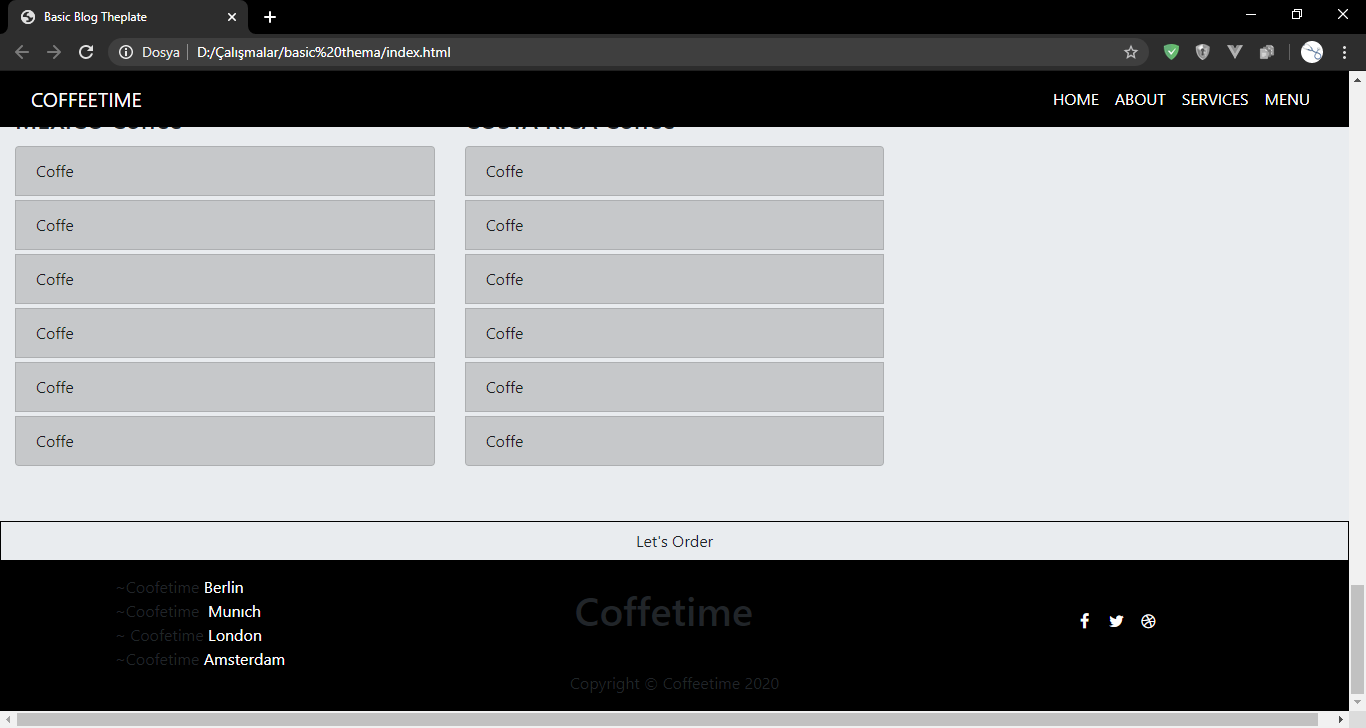 Basic Blog Theplate
Dosya D:/Çalışmalar/basic%20thema/index.html
COFFEETIME HOME ABOUT SERVICES MENU
Coffe Coffe
Coffe Coffe
Coffe Coffe
Coffe Coffe
Coffe Coffe
Coffe Coffe
Let's Order
~Coofetime Berlin
~Coofetime Munıch
~ Coofetime London
~Coofetime Amsterdam
Coffetime
Copyright © Coffeetime 2020